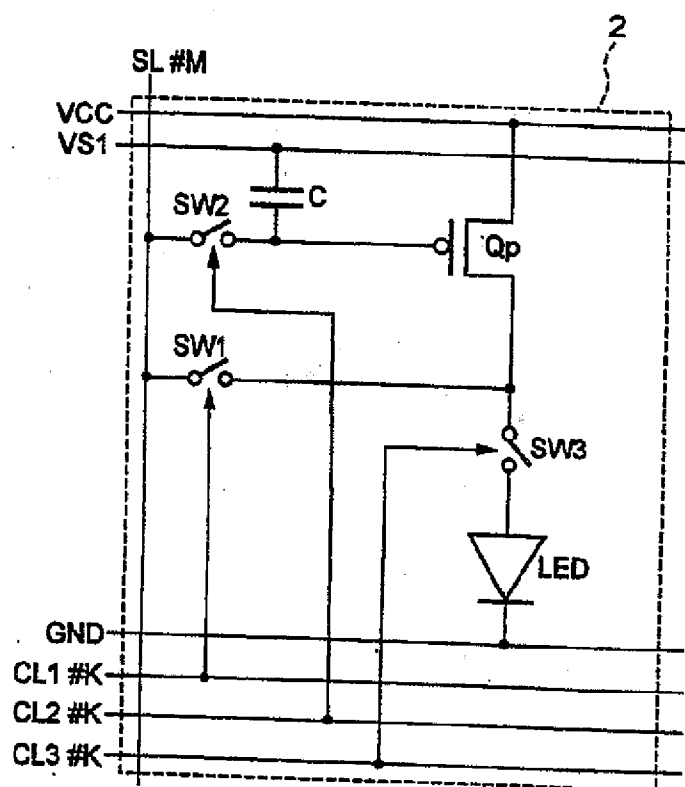 2
SL #M
VCC
VS1
C
SW2
Qp
SW1
SW3
LED
GND
CL1 #K
CL2 #K
CL3 #K